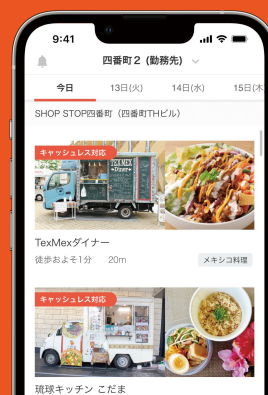 9:41
四番町2 (勤務先)
今日 13日(火) 14日(水) 15日(木
SHOP STOP四番町（四番町THビル）
キャッシュレス対応
TEXMEX
Diner
TexMexダイナー
徒歩およそ1分 20m メキシコ料理
キャッシュレス対応
琉球キッチン こだま